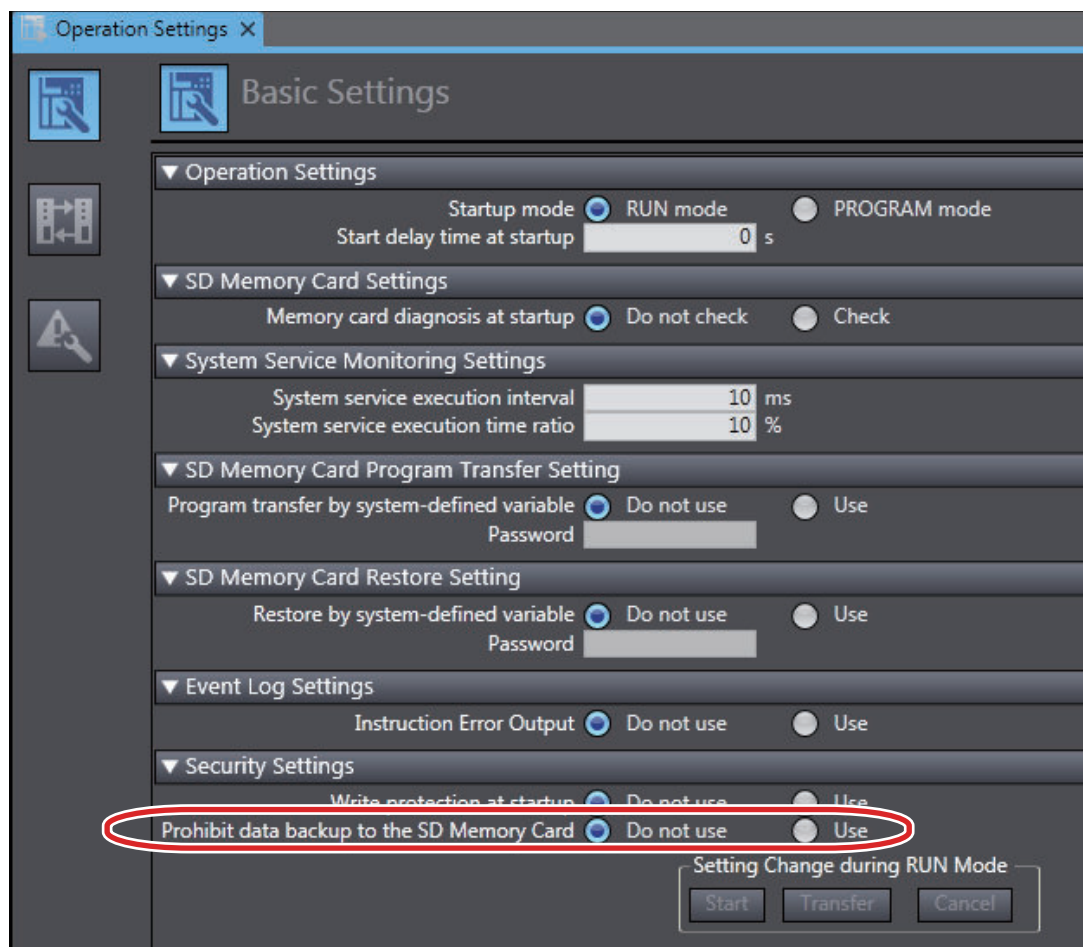 Operation Settings X
Basic Settings
Operation Settings
Startup mode RUN mode PROGRAM mode
Start delay time at startup 0 s
SD Memory Card Settings
Memory card diagnosis at startup Do not check Check
System Service Monitoring Settings
System service execution interval 10 ms
System service execution time ratio 10 %
SD Memory Card Program Transfer Setting
Program transfer by system-defined variable Do not use Use
Password
SD Memory Card Restore Setting
Restore by system-defined variable Do not use Use
Password
Event Log Settings
Instruction Error Output Do not use Use
Security Settings
Write protection at startup Do not use Use
Prohibit data backup to the SD Memory Card Do not use Use
Setting Change during RUN Mode
Start Transfer Cancel